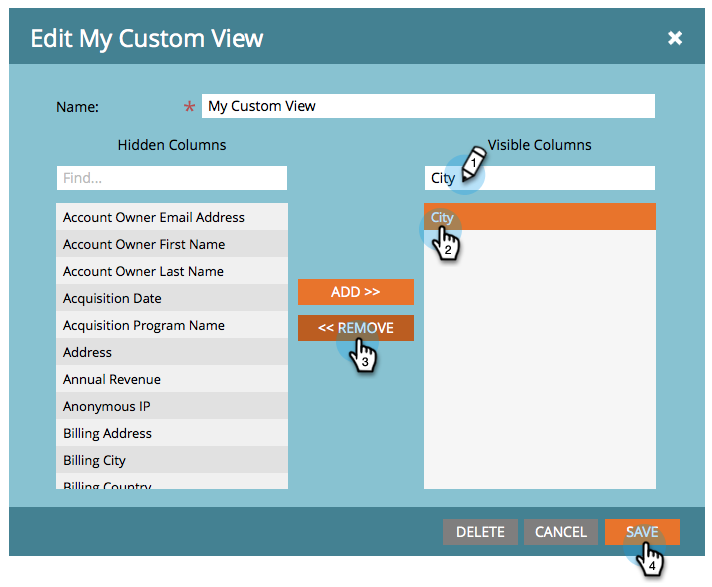 Edit My Custom View
Name: * My Custom View
Hidden Columns
Visible Columns
Find...
City
1
Account Owner Email Address
Account Owner First Name
Account Owner Last Name
Acquisition Date
Acquisition Program Name
Address
Annual Revenue
Anonymous IP
Billing Address
Billing City
Billing Country
ADD >>
<< REMOVE
3
City
2
DELETE
CANCEL
SAVE
4